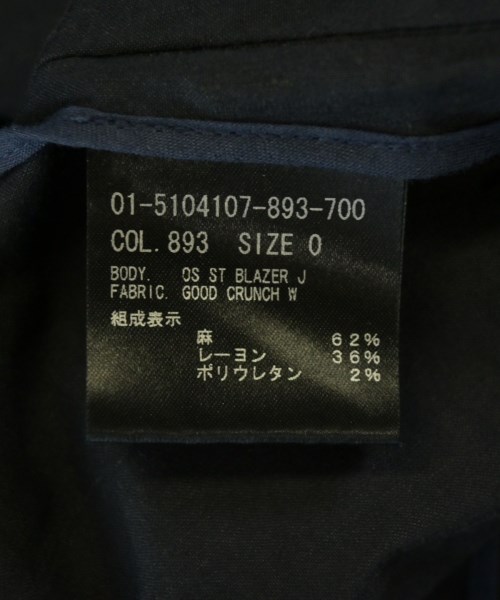 01-5104107-893-700
COL. 893 SIZE 0
BODY. OS ST BLAZER J
FABRIC. GOOD CRUNCH W
組成表示
麻 62%
レーヨン 36%
ポリウレタン 2%